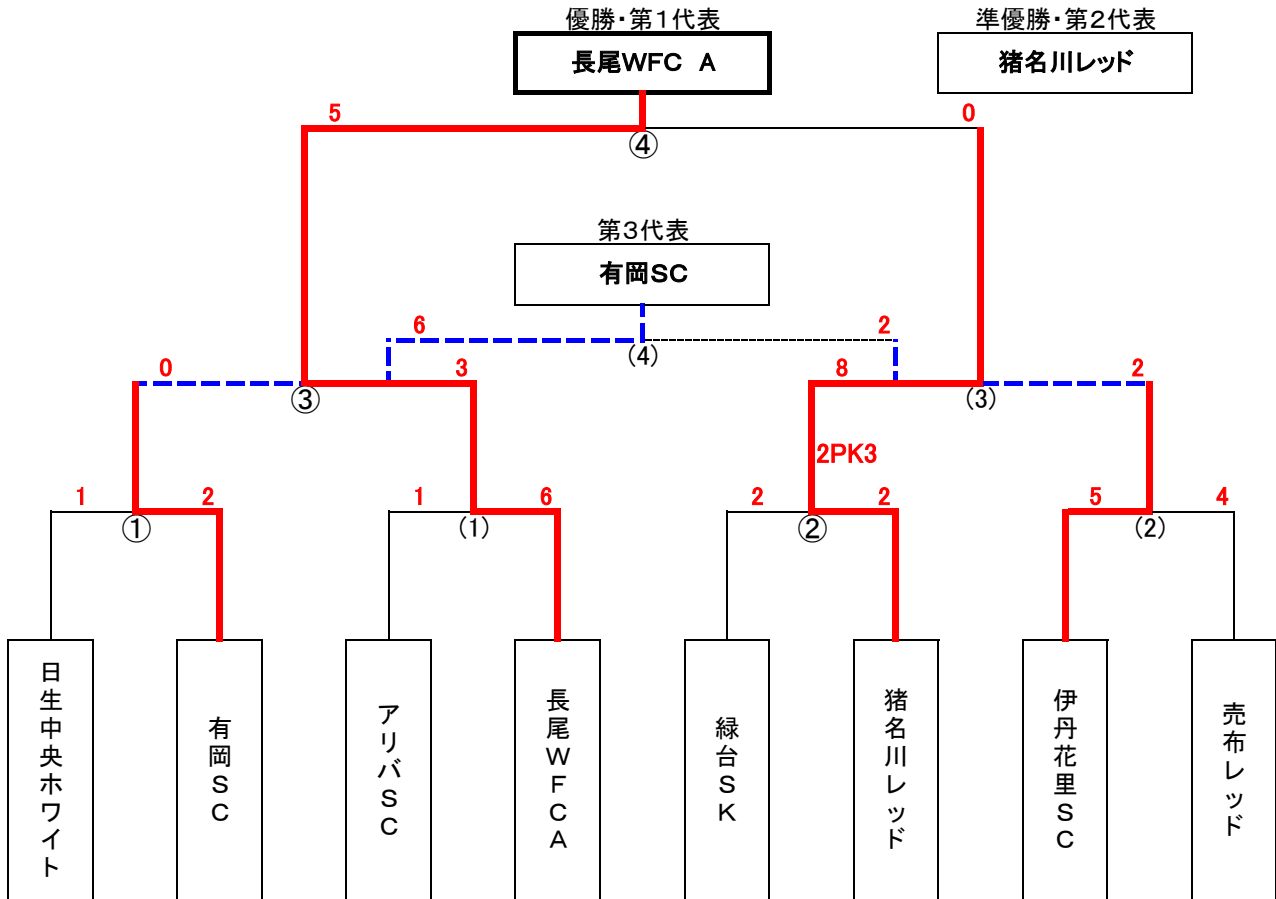 優勝・第1代表
準優勝・第2代表
長尾WFC A
猪名川レッド
5
0
④
第3代表
有岡SC
6
2
(4)
0
3
8
2
③
(3)
2PK3
1
2
1
6
2
2
5
4
①
(1)
②
(2)
日生中央ホワイト
有岡SC
アリバSC
長尾WFCA
緑台SK
猪名川レッド
伊丹花里SC
売布レッド